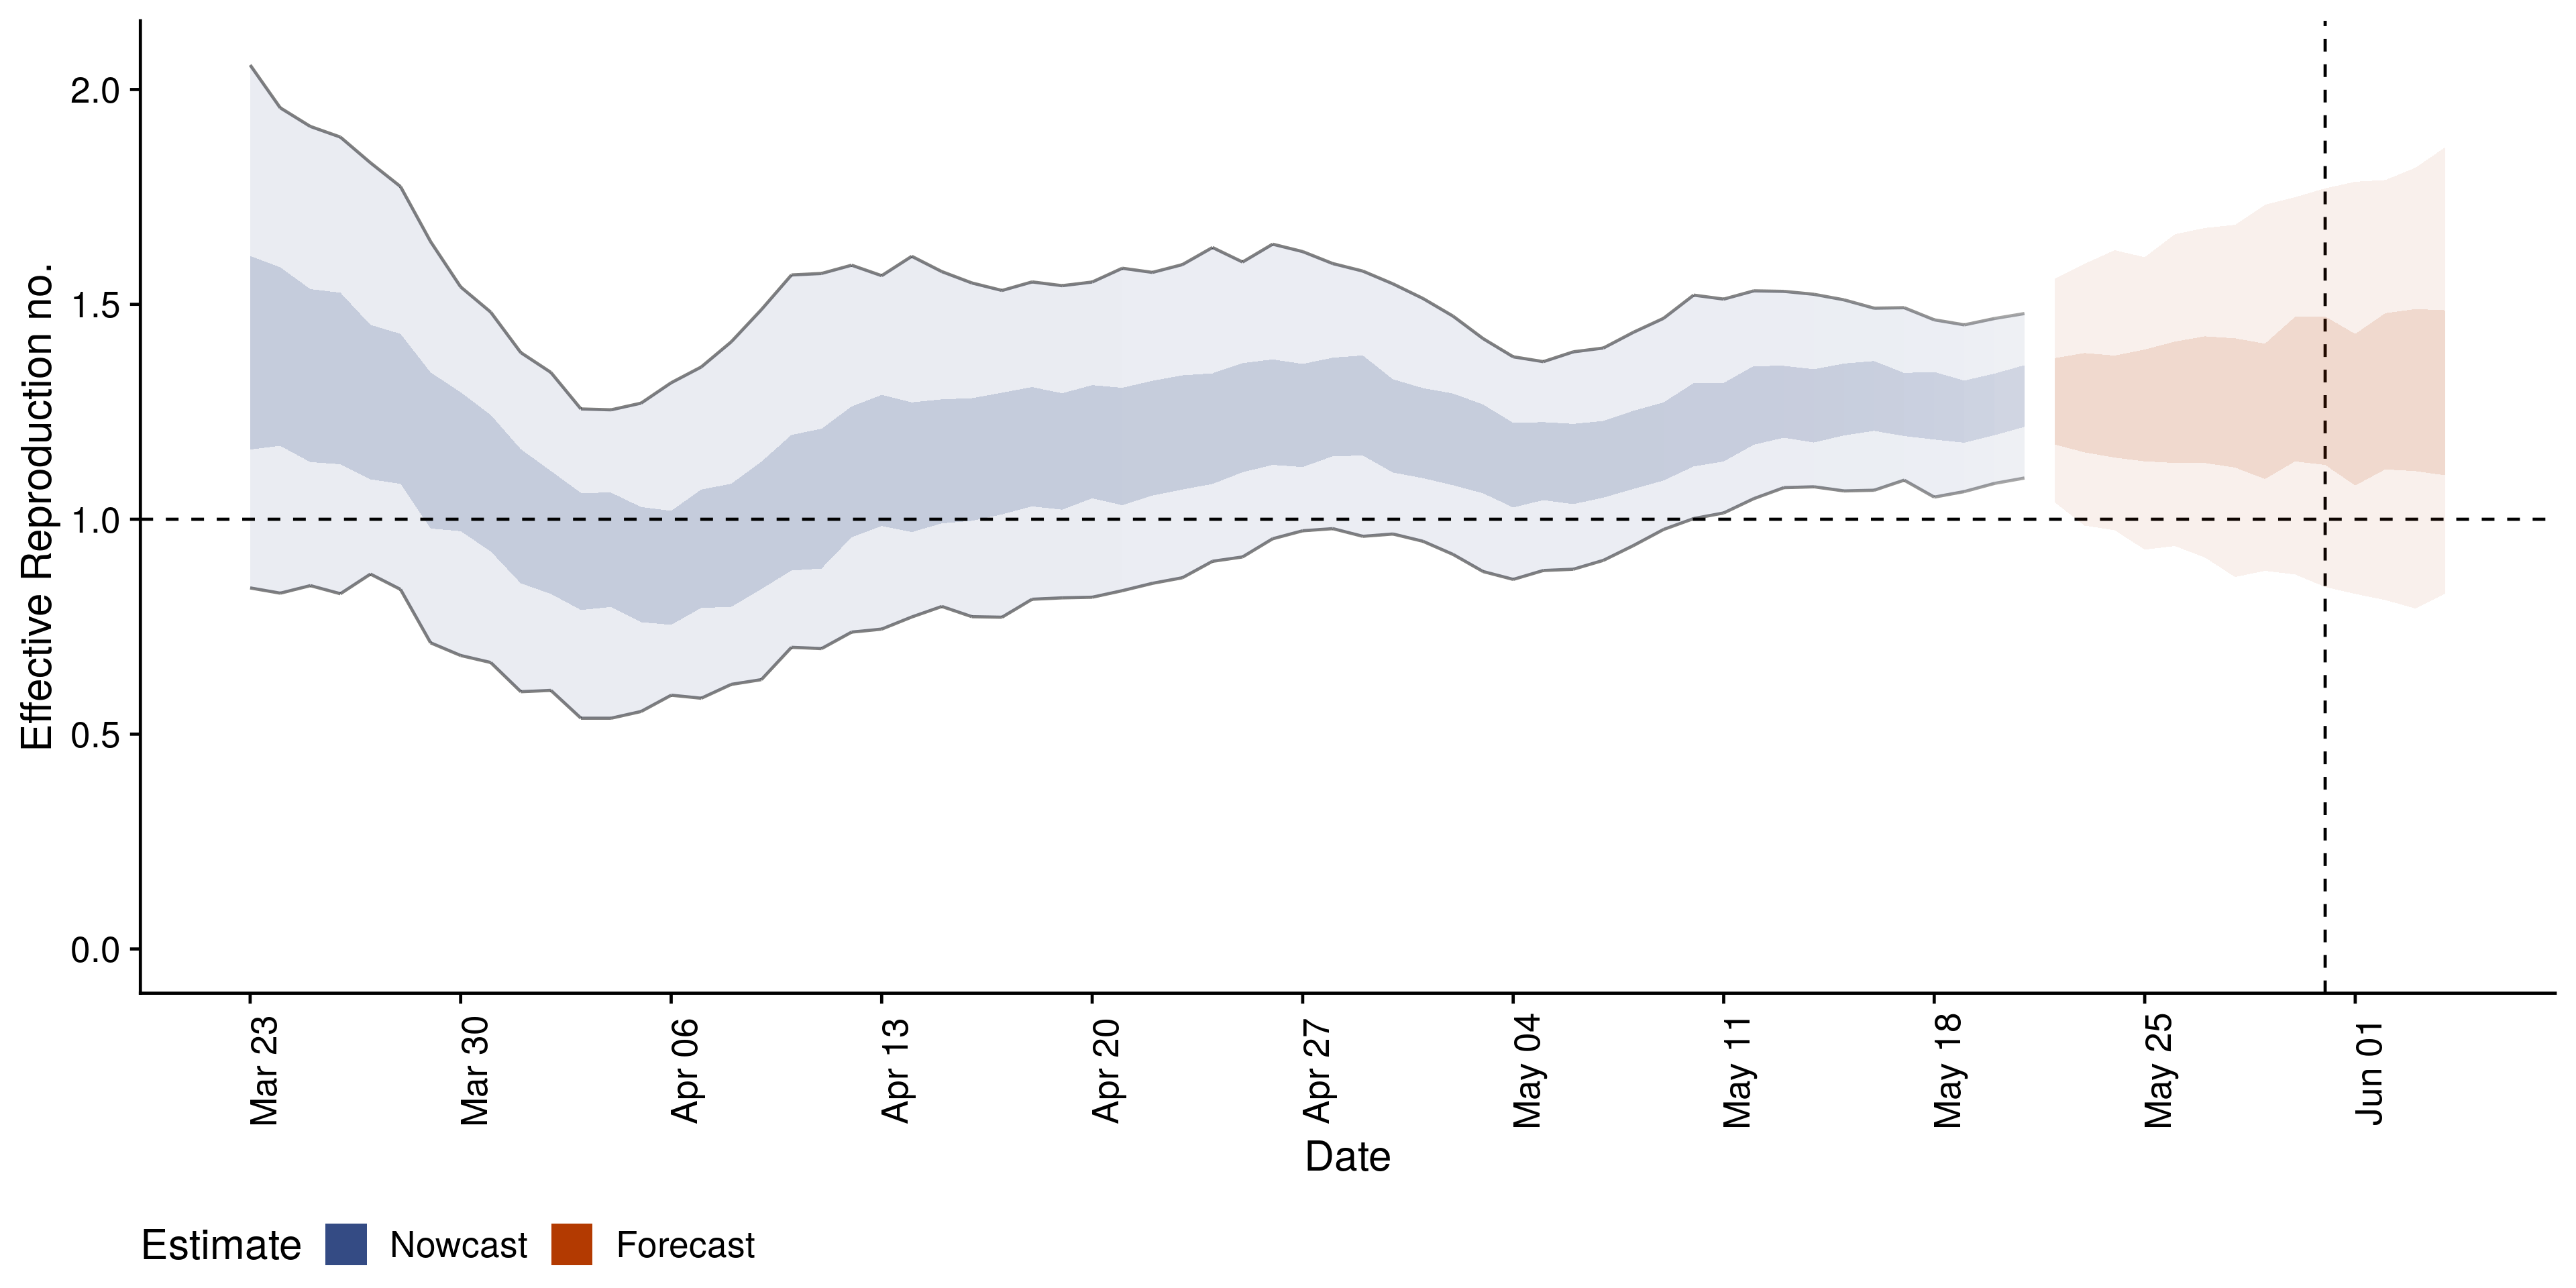 Effective Reproduction no.
2.0
1.5
1.0
0.5
0.0
Mar 23
Mar 30
Apr 06
Apr 13
Apr 20
Apr 27
May 04
May 11
May 18
May 25
Jun 01
Date
Estimate Nowcast Forecast